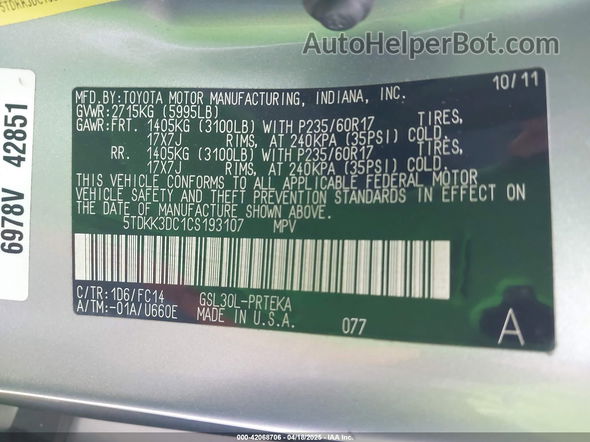 AutoHelperBot.com
10/11
MFD.BY:TOYOTA MOTOR MANUFACTURING, INDIANA, INC.
GVWR:2715KG (5995LB)
GAWR:FRT. 1405KG (3100LB) WITH P235/60R17 TIRES,
17X7J RIMS, AT 240KPA (35PSI) COLD.
RR. 1405KG (3100LB) WITH P235/60R17 TIRES,
17X7J RIMS, AT 240KPA (35PSI) COLD.
THIS VEHICLE CONFORMS TO ALL APPLICABLE FEDERAL MOTOR
VEHICLE SAFETY AND THEFT PREVENTION STANDARDS IN EFFECT ON
THE DATE OF MANUFACTURE SHOWN ABOVE.
5TDKK3DC1CS193107 MPV
C/TR:1D6/FC14 GSL30L-PRTEKA
A/TM:-01A/U660E MADE IN U.S.A. 077
A
6978V 42851
000-42068706 - 04/18/2025 - IAA Inc.